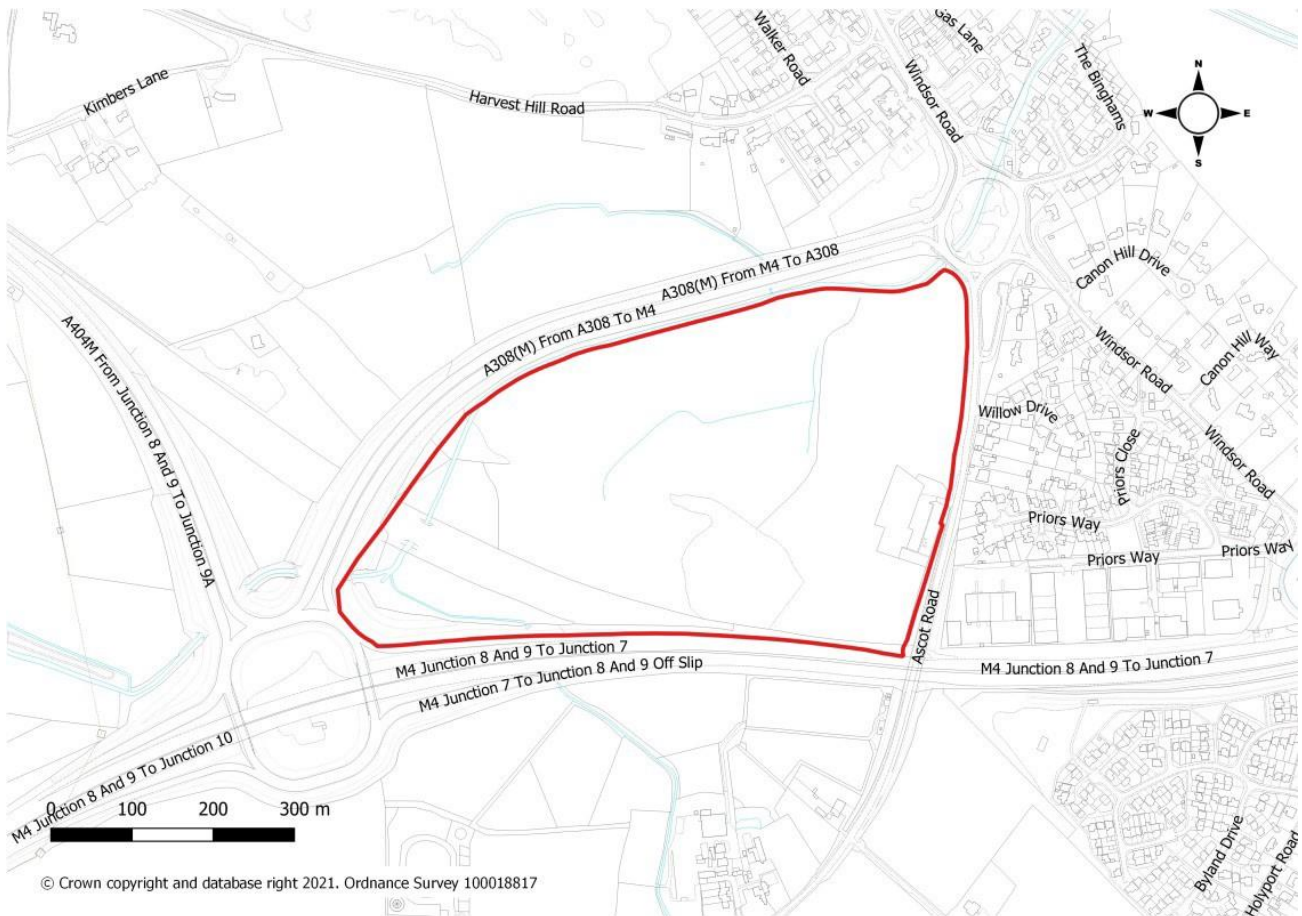 Gas Lane
Walker Road
Windsor Road
The Binghams
N
W E
S
Kimbers Lane
Harvest Hill Road
A308(M) From M4 To A308
A308(M) From A308 To M4
Canon Hill Drive
A404M From Junction 8 And 9 To Junction 9A
Windsor Road
Canon Hill Way
Willow Drive
Priors Close
Windsor Road
Priors Way
Priors Way
Priors Way
Ascot Road
M4 Junction 8 And 9 To Junction 7
M4 Junction 7 To Junction 8 And 9 Off Slip
M4 Junction 8 And 9 To Junction 7
M4 Junction 8 And 9 To Junction 10
0 100 200 300 m
Byland Drive
Holyport Road
© Crown copyright and database right 2021. Ordnance Survey 100018817